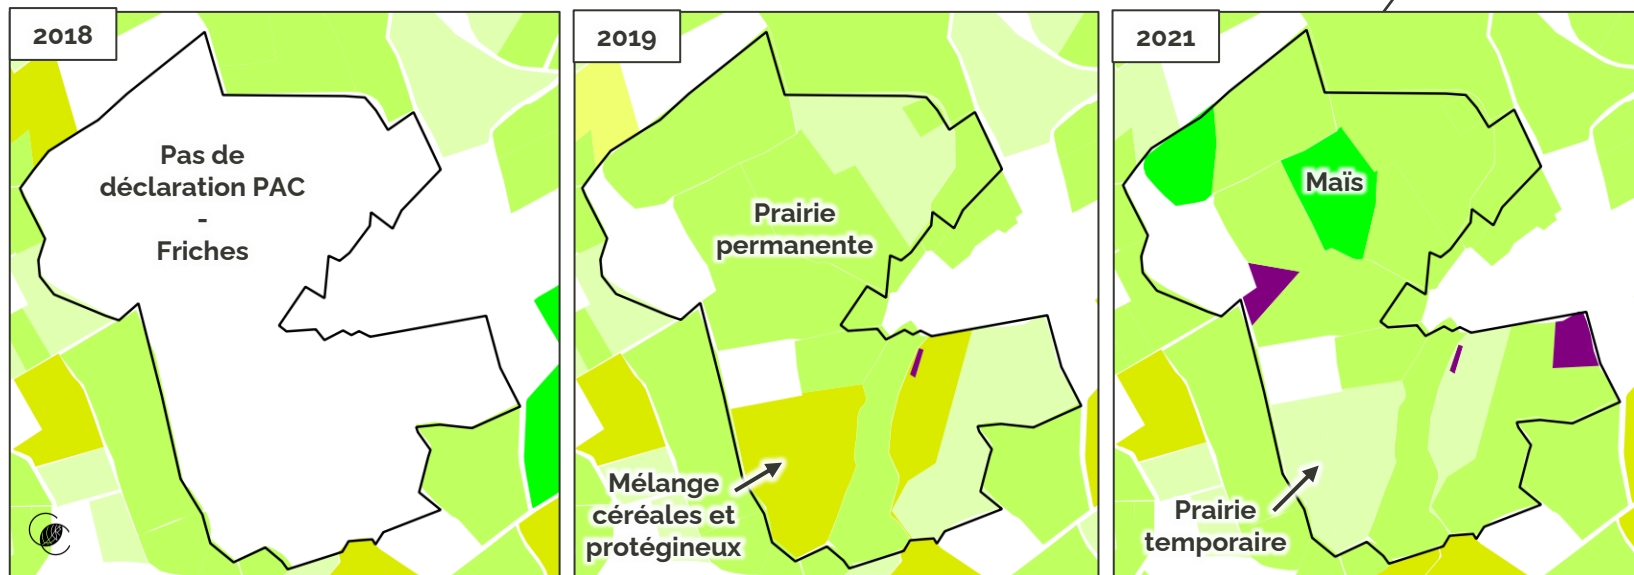 2018
Pas de
déclaration PAC
-
Friches
2019
Prairie
permanente
Mélange
céréales et
protégineux
2021
Maïs
Prairie
temporaire